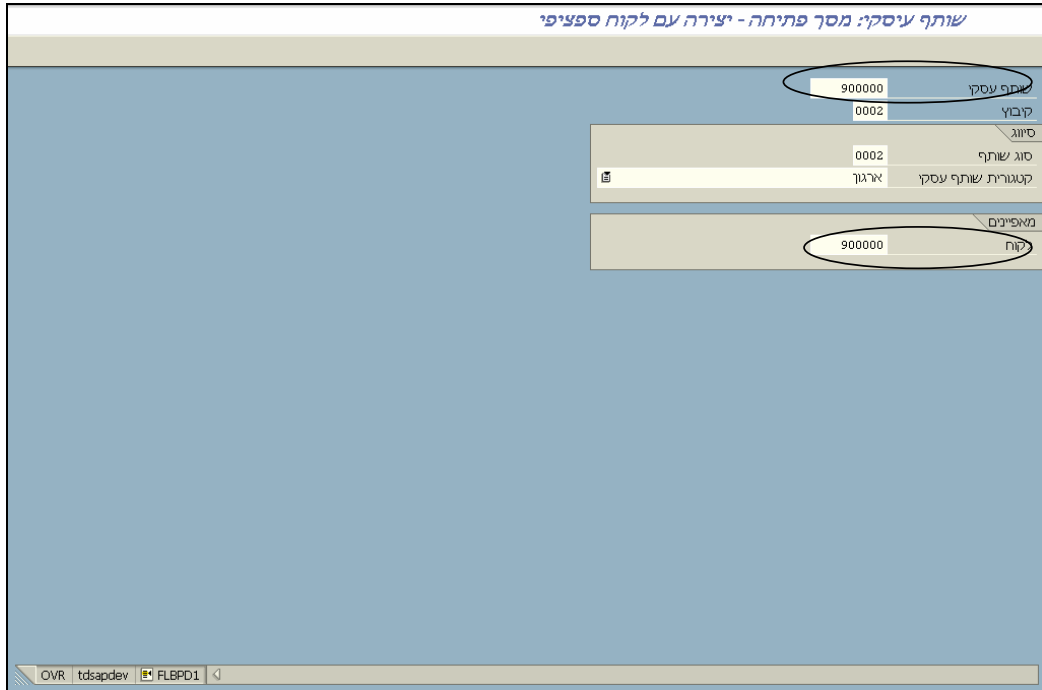 שותף עיסקי: מסך פתיחה - יצירה עם לקוח ספציפי
שותף עסקי 900000
קיבוץ 0002
סיווג
סוג שותף 0002
קטגורית שותף עסקי ארגון
מאפיינים
לקוח 900000
OVR tdsapdev FLBPD1